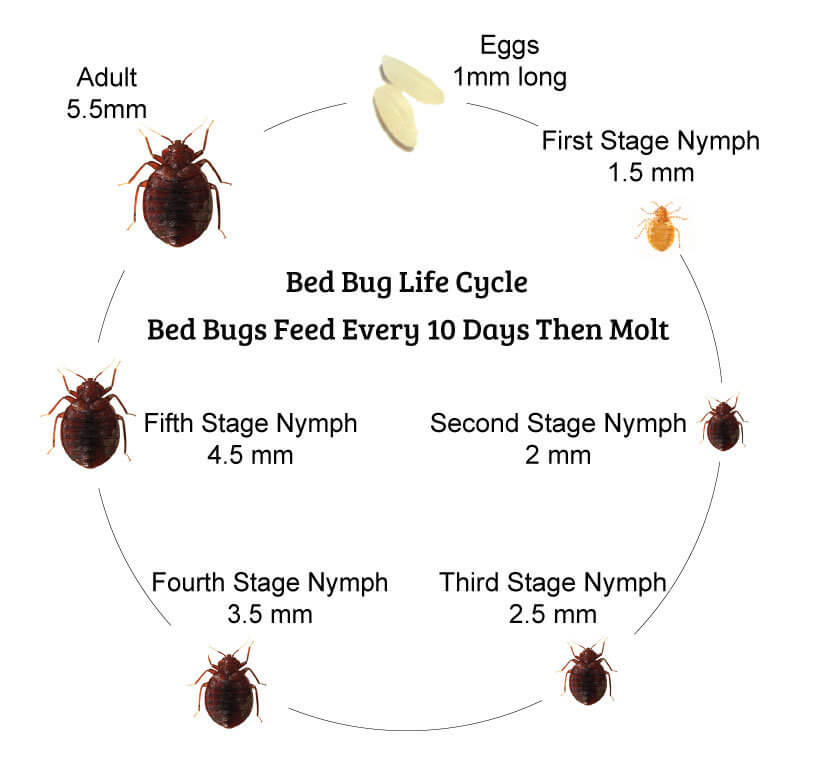 Eggs
1mm long
First Stage Nymph
1.5 mm
Second Stage Nymph
2 mm
Third Stage Nymph
2.5 mm
Fourth Stage Nymph
3.5 mm
Fifth Stage Nymph
4.5 mm
Adult
5.5mm
Bed Bug Life Cycle
Bed Bugs Feed Every 10 Days Then Molt